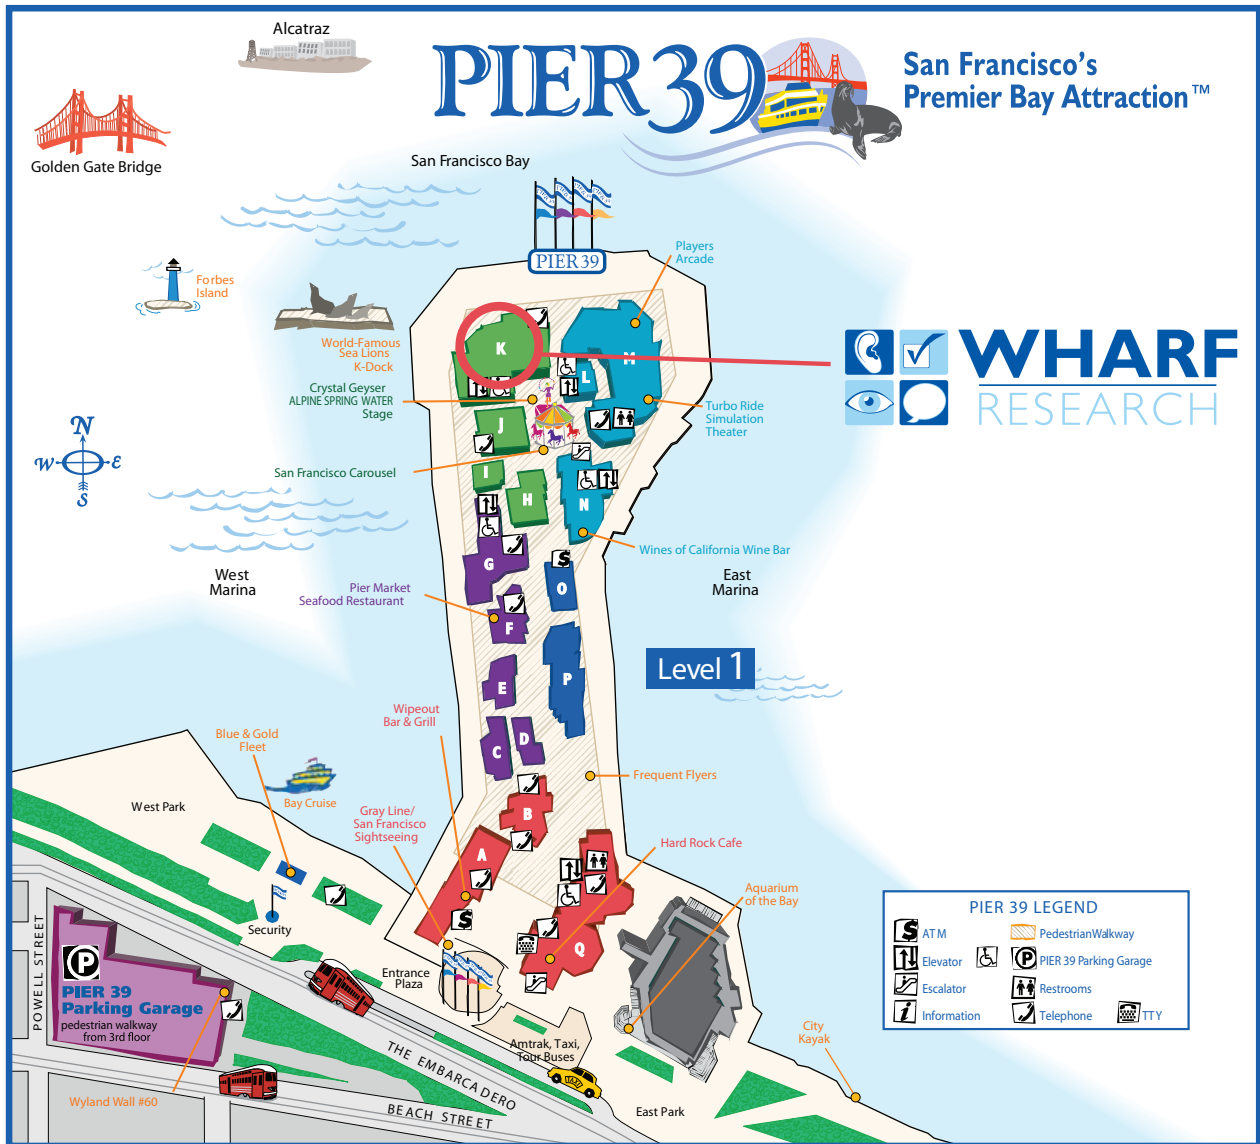 Alcatraz
PIER 39
San Francisco's
Premier Bay Attraction™
Golden Gate Bridge
San Francisco Bay
PIER 39
Players
Arcade
Forbes
Island
World-Famous
Sea Lions
K-Dock
K
M
L
WHARF
RESEARCH
Crystal Geyser
ALPINE SPRING WATER
Stage
Turbo Ride
Simulation
Theater
J
N
W
E
S
San Francisco Carousel
I
H
N
Wines of California Wine Bar
G
$
O
West
Marina
East
Marina
Pier Market
Seafood Restaurant
F
Level 1
E
P
Wipeout
Bar & Grill
C
D
Blue & Gold
Fleet
Frequent Flyers
Bay Cruise
West Park
Gray Line/
San Francisco
Sightseeing
B
A
Hard Rock Cafe
Aquarium
of the Bay
$
Q
Security
Entrance
Plaza
POWELL STREET
P
PIER 39
Parking Garage
pedestrian walkway
from 3rd floor
PIER 39 LEGEND
$ ATM
Pedestrian Walkway
Elevator
P PIER 39 Parking Garage
Escalator
Restrooms
i Information
Telephone
TTY
City
Kayak
Amtrak, Taxi,
Tour Buses
TAXI
THE EMBARCADERO
BEACH STREET
Wyland Wall #60
East Park